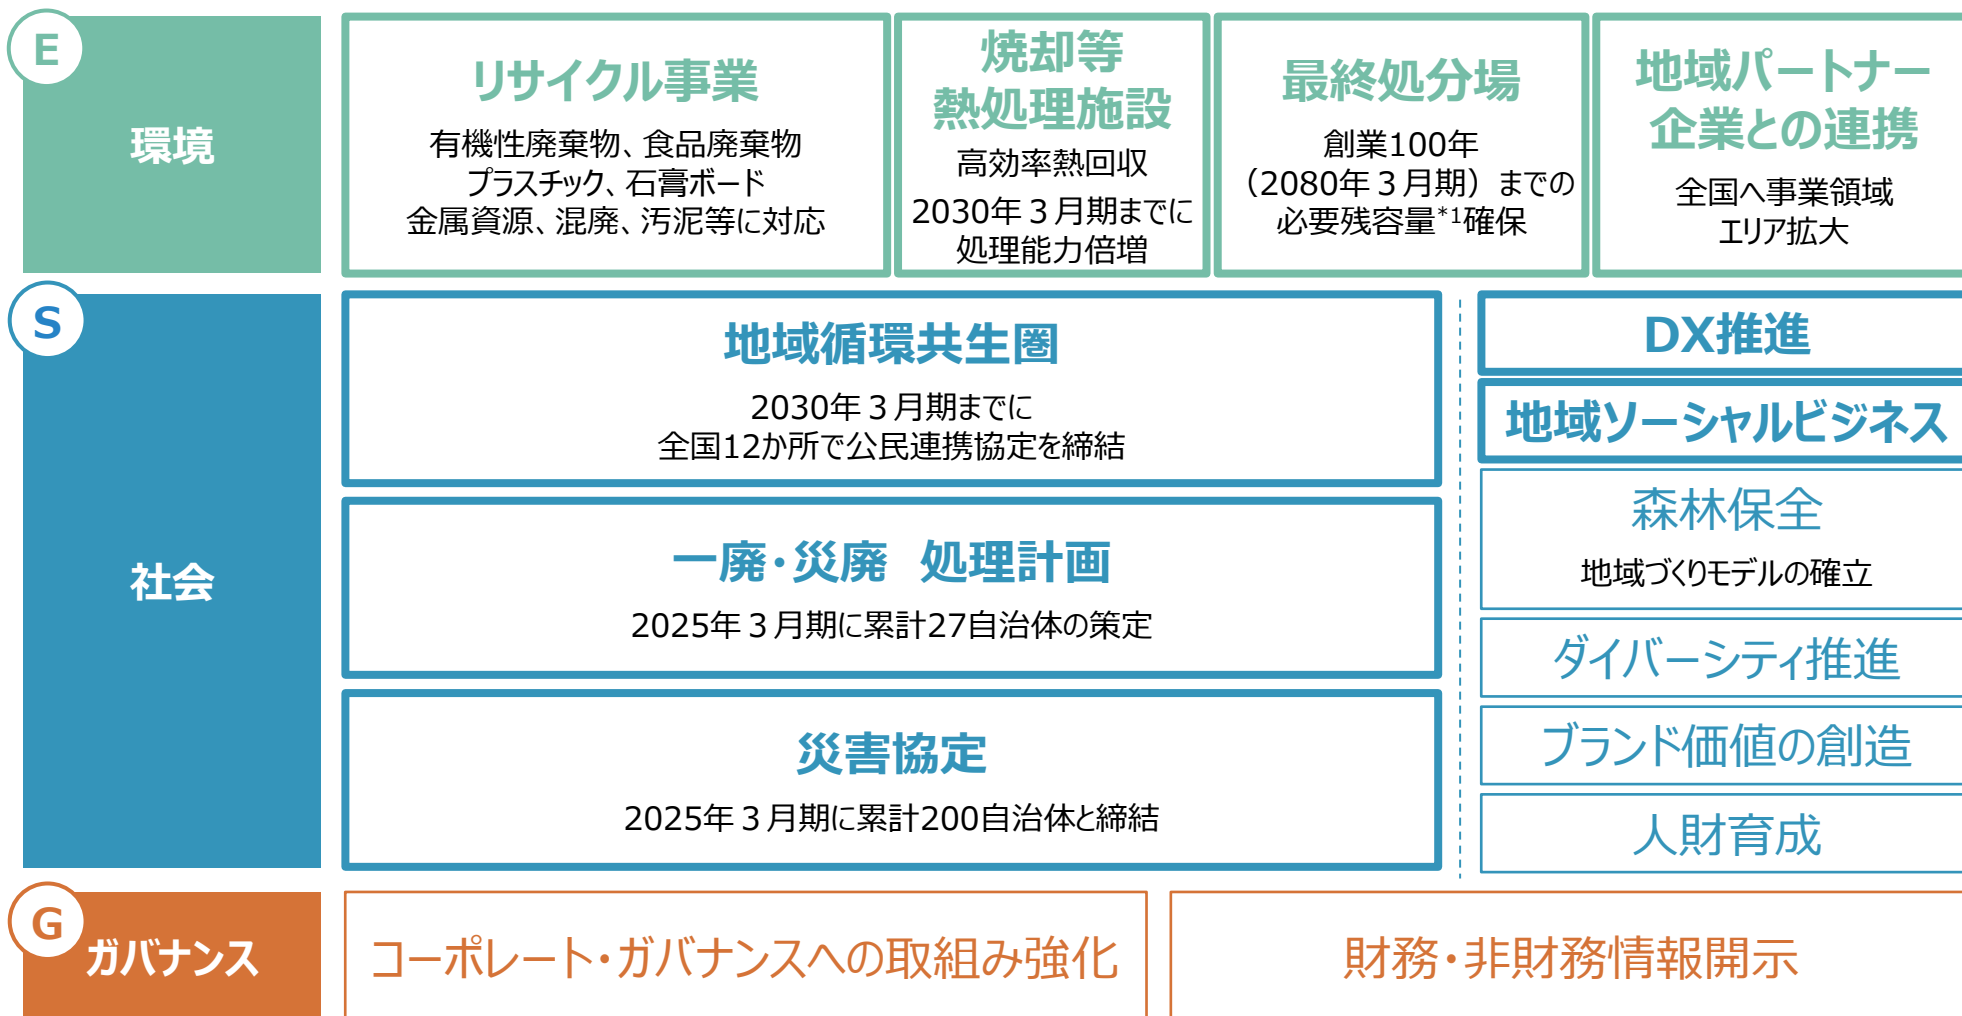 E
環境
リサイクル事業
有機性廃棄物、食品廃棄物
プラスチック、石膏ボード
金属資源、混廃、汚泥等に対応
焼却等
熱処理施設
高効率熱回収
2030年３月期までに
処理能力倍増
最終処分場
創業100年
（2080年３月期）までの
必要残容量*1確保
地域パートナー
企業との連携
全国へ事業領域
エリア拡大
S
社会
地域循環共生圏
2030年３月期までに
全国12か所で公民連携協定を締結
一廃・災廃　処理計画
2025年３月期に累計27自治体の策定
災害協定
2025年３月期に累計200自治体と締結
DX推進
地域ソーシャルビジネス
森林保全
地域づくりモデルの確立
ダイバーシティ推進
ブランド価値の創造
人財育成
G
ガバナンス
コーポレート・ガバナンスへの取組み強化
財務・非財務情報開示